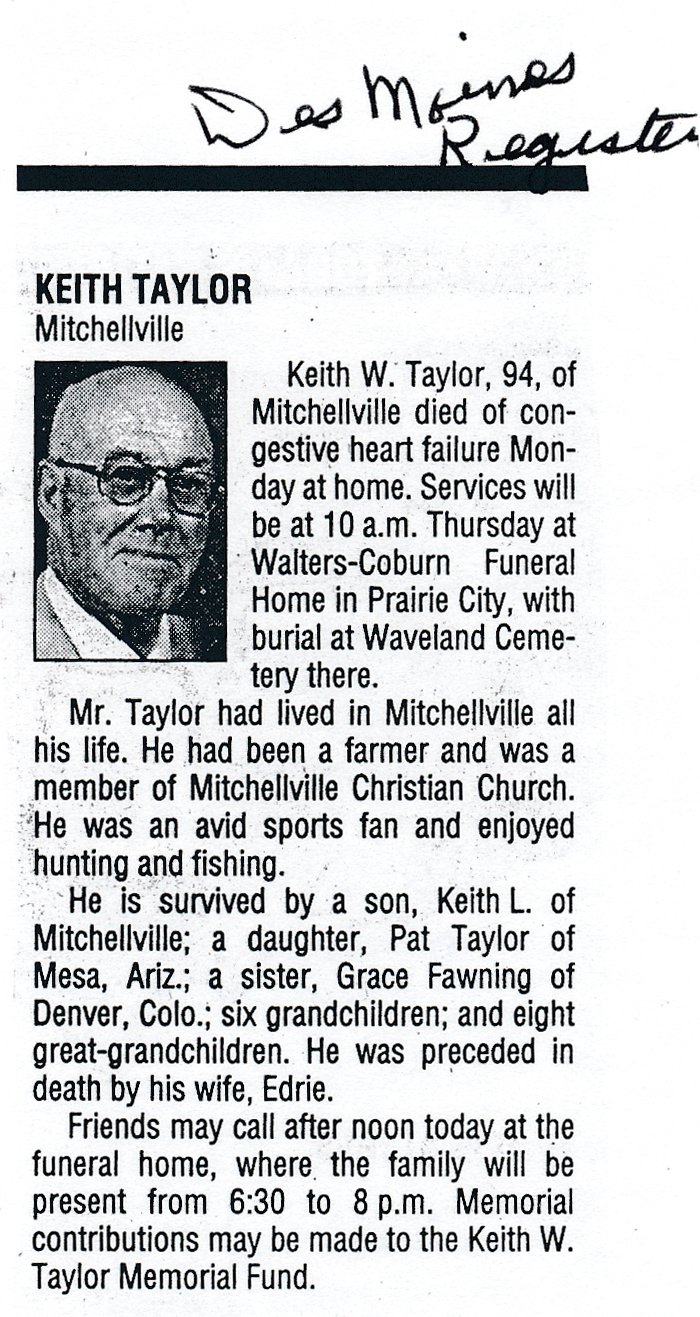 Des Moines
Register
KEITH TAYLOR
Mitchellville
Keith W. Taylor, 94, of
Mitchellville died of con-
gestive heart failure Mon-
day at home. Services will
be at 10 a.m. Thursday at
Walters-Coburn Funeral
Home in Prairie City, with
burial at Waveland Ceme-
tery there.
Mr. Taylor had lived in Mitchellville all
his life. He had been a farmer and was a
member of Mitchellville Christian Church.
He was an avid sports fan and enjoyed
hunting and fishing.
He is survived by a son, Keith L. of
Mitchellville; a daughter, Pat Taylor of
Mesa, Ariz.; a sister, Grace Fawning of
Denver, Colo.; six grandchildren; and eight
great-grandchildren. He was preceded in
death by his wife, Edrie.
Friends may call after noon today at the
funeral home, where the family will be
present from 6:30 to 8 p.m. Memorial
contributions may be made to the Keith W.
Taylor Memorial Fund.